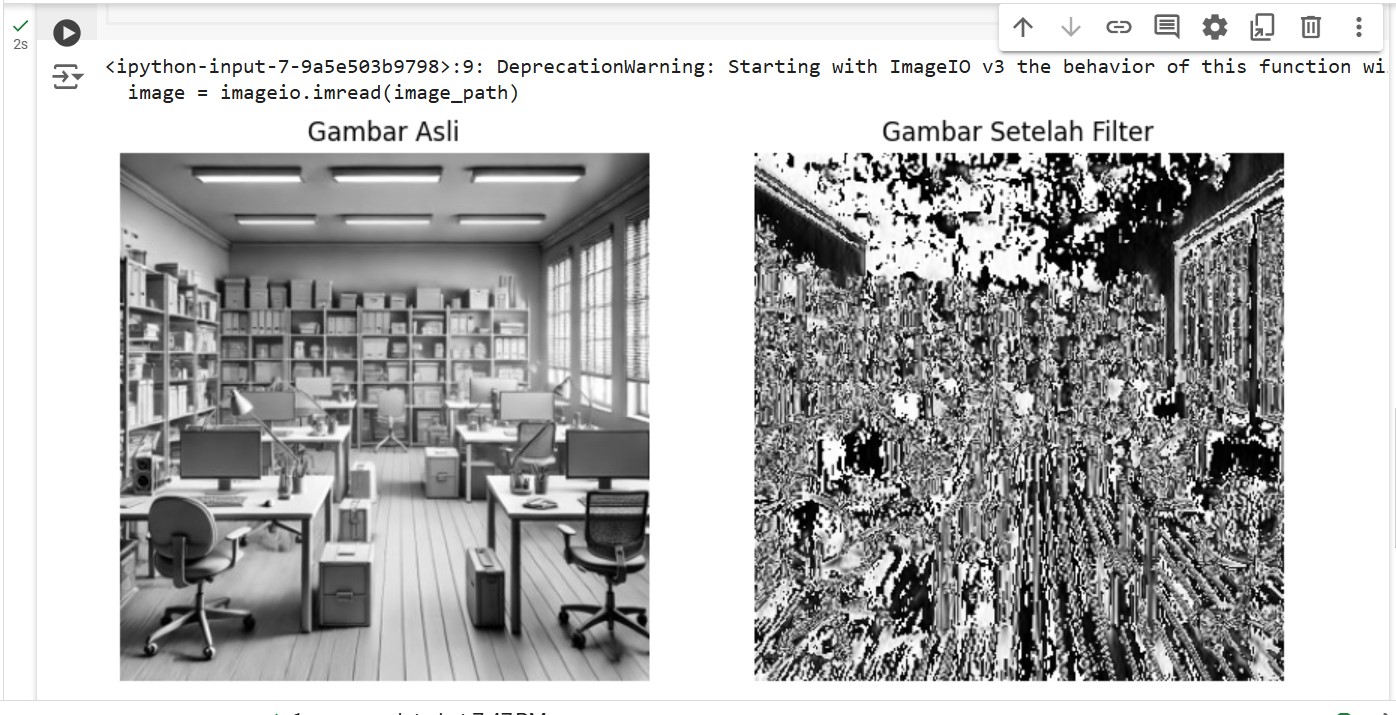 2s
<ipython-input-7-9a5e503b9798>:9: DeprecationWarning: Starting with ImageIO v3 the behavior of this function wi
image = imageio.imread(image_path)
Gambar Asli
Gambar Setelah Filter